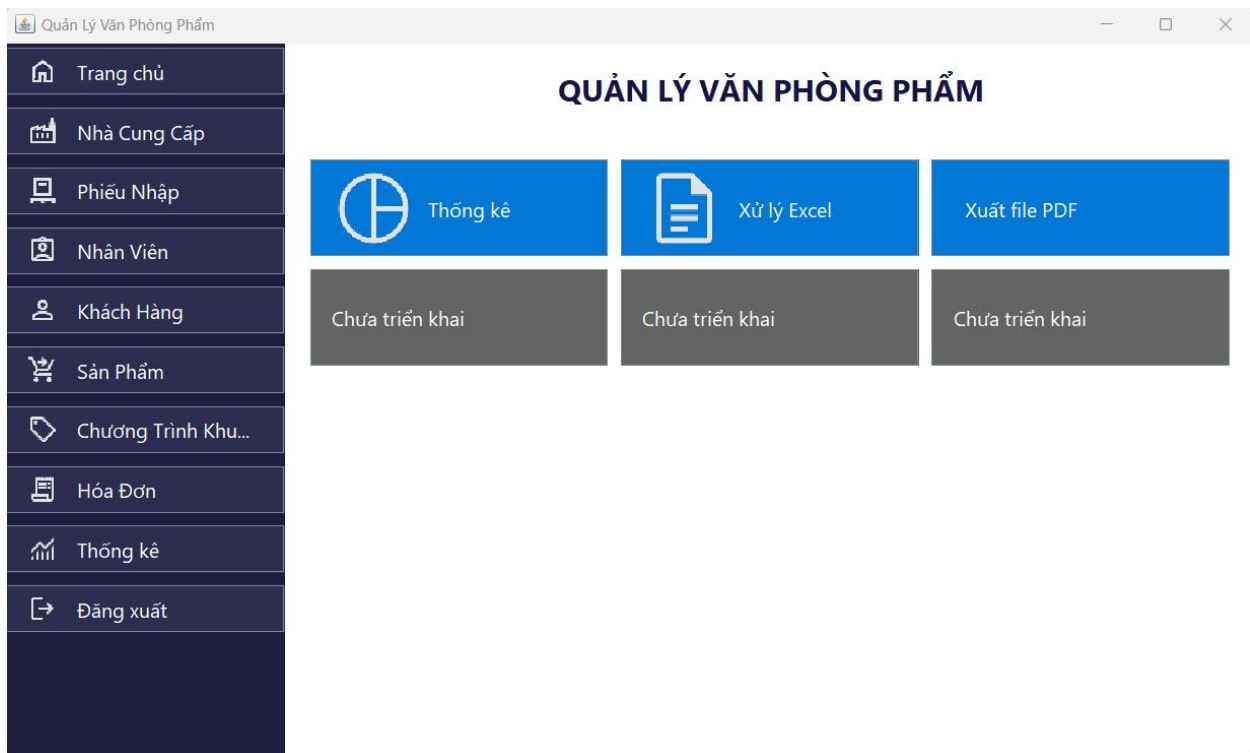 Quản Lý Văn Phòng Phẩm
Trang chủ
Nhà Cung Cấp
Phiếu Nhập
Nhân Viên
Khách Hàng
Sản Phẩm
Chương Trình Khu...
Hóa Đơn
Thống kê
Đăng xuất
QUẢN LÝ VĂN PHÒNG PHẨM
Thống kê
Xử lý Excel
Xuất file PDF
Chưa triển khai
Chưa triển khai
Chưa triển khai